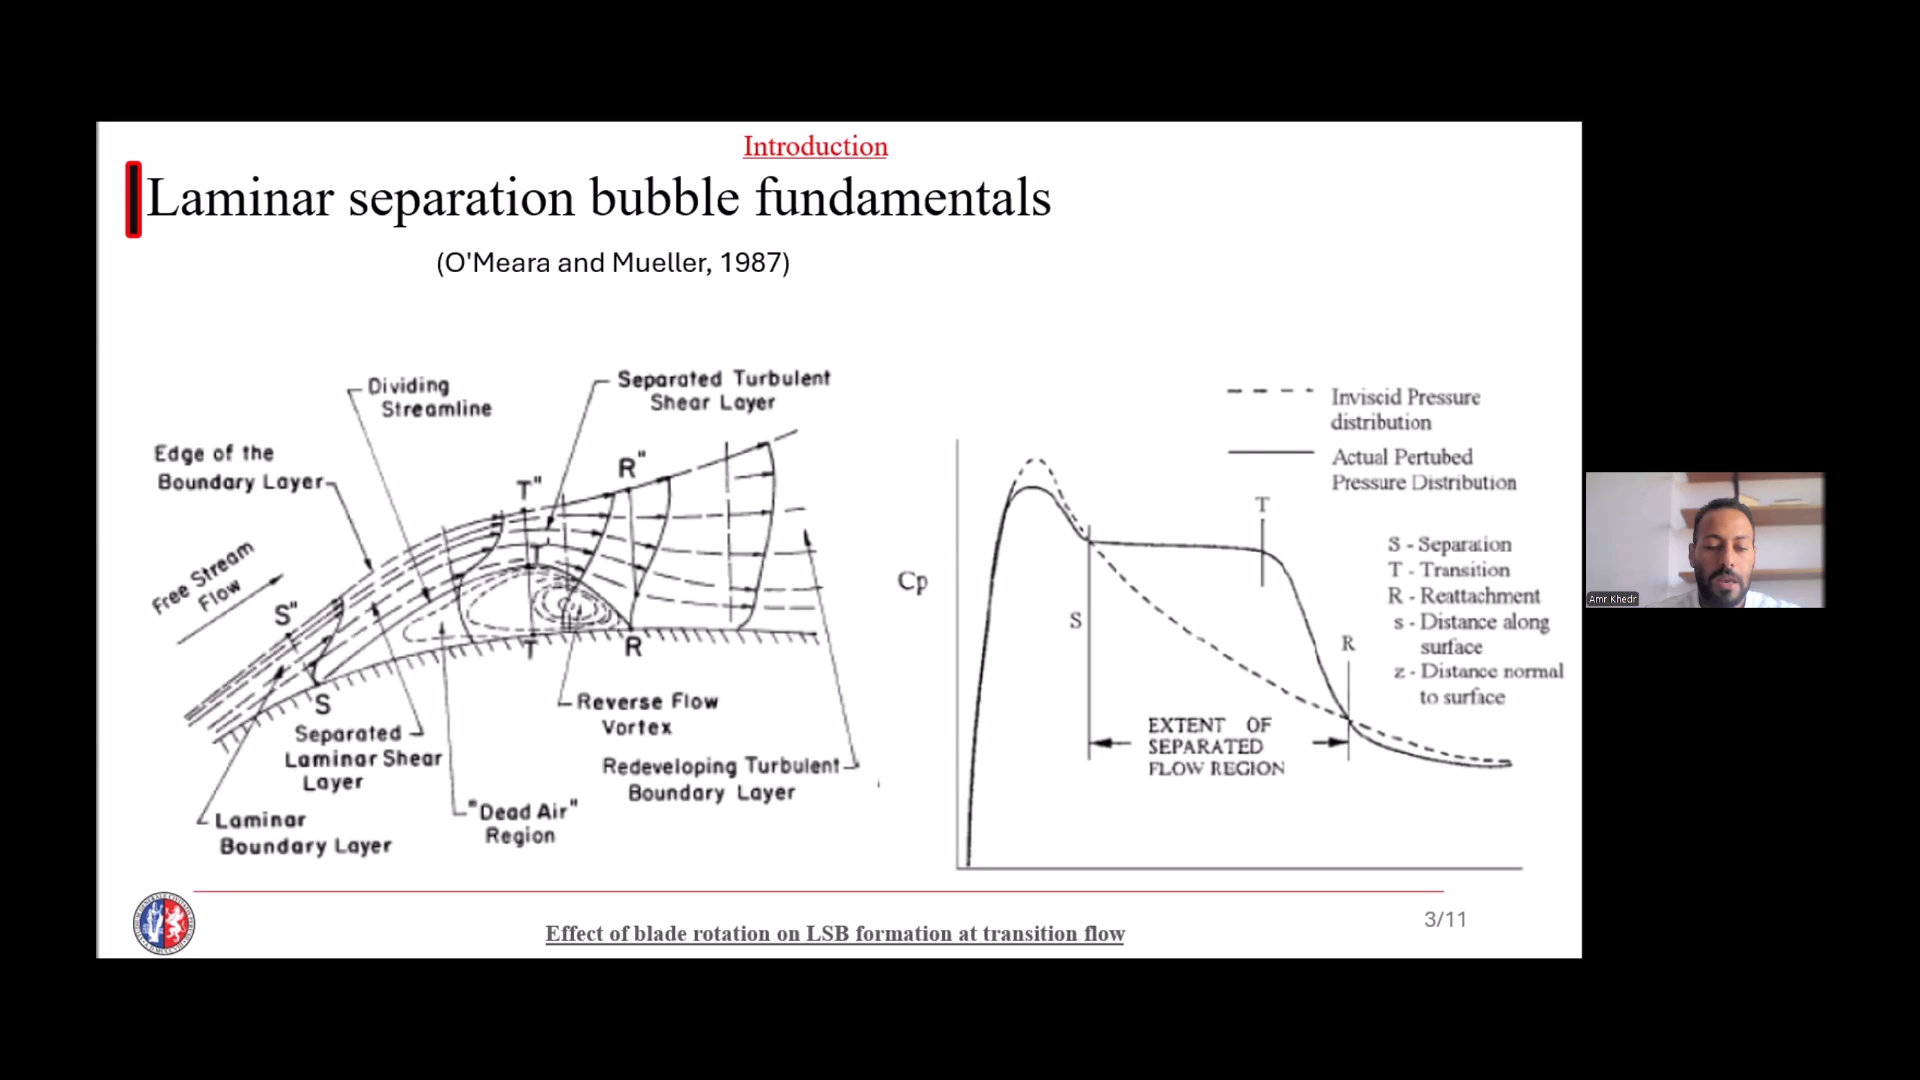 Introduction
Laminar separation bubble fundamentals
(O'Meara and Mueller, 1987)
Dividing
Streamline
Separated Turbulent
Shear Layer
Edge of the
Boundary Layer
Free Stream
Flow
S"
T"
R"
T'
S
T
R
Separated
Laminar Shear
Layer
Laminar
Boundary Layer
"Dead Air"
Region
Reverse Flow
Vortex
Redeveloping Turbulent
Boundary Layer
Cp
S
T
R
EXTENT OF
SEPARATED
FLOW REGION
Inviscid Pressure
distribution
Actual Pertubed
Pressure Distribution
S - Separation
T - Transition
R - Reattachment
s - Distance along
surface
z - Distance normal
to surface
Effect of blade rotation on LSB formation at transition flow
3/11
Amr Khedr